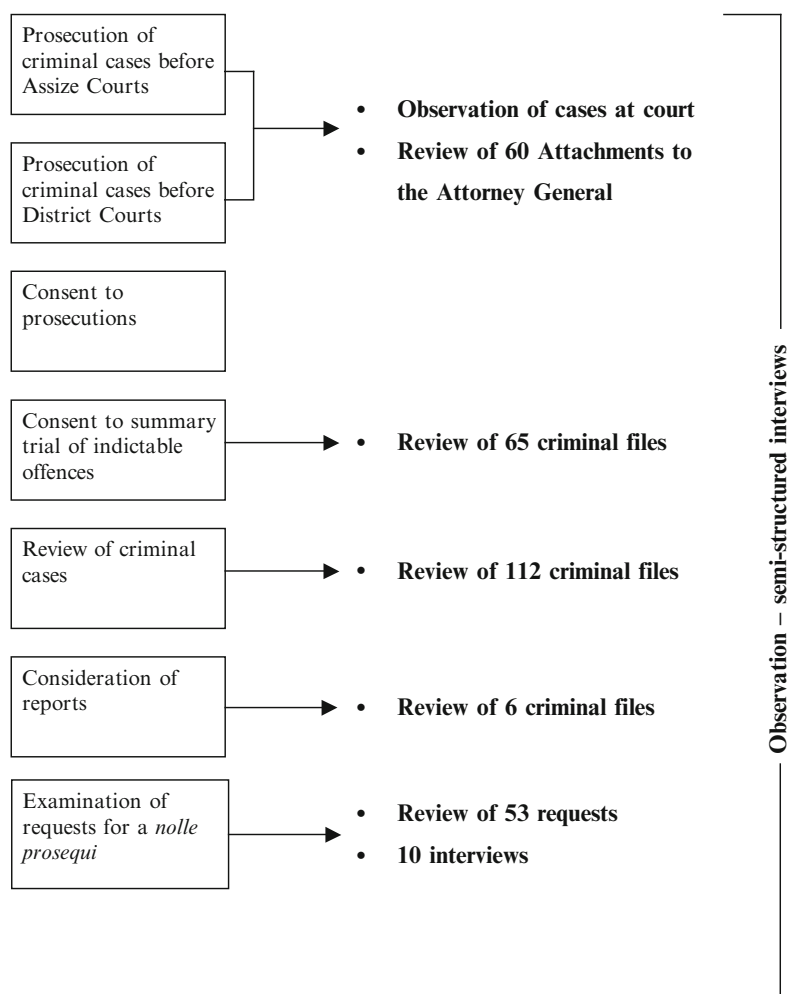 Prosecution of
criminal cases before
Assize Courts
Prosecution of
criminal cases before
District Courts
• Observation of cases at court
• Review of 60 Attachments to
the Attorney General
Consent to
prosecutions
Consent to summary
trial of indictable
offences
• Review of 65 criminal files
Review of criminal
cases
• Review of 112 criminal files
Consideration of
reports
• Review of 6 criminal files
Examination of
requests for a nolle
prosequi
• Review of 53 requests
• 10 interviews
Observation – semi-structured interviews